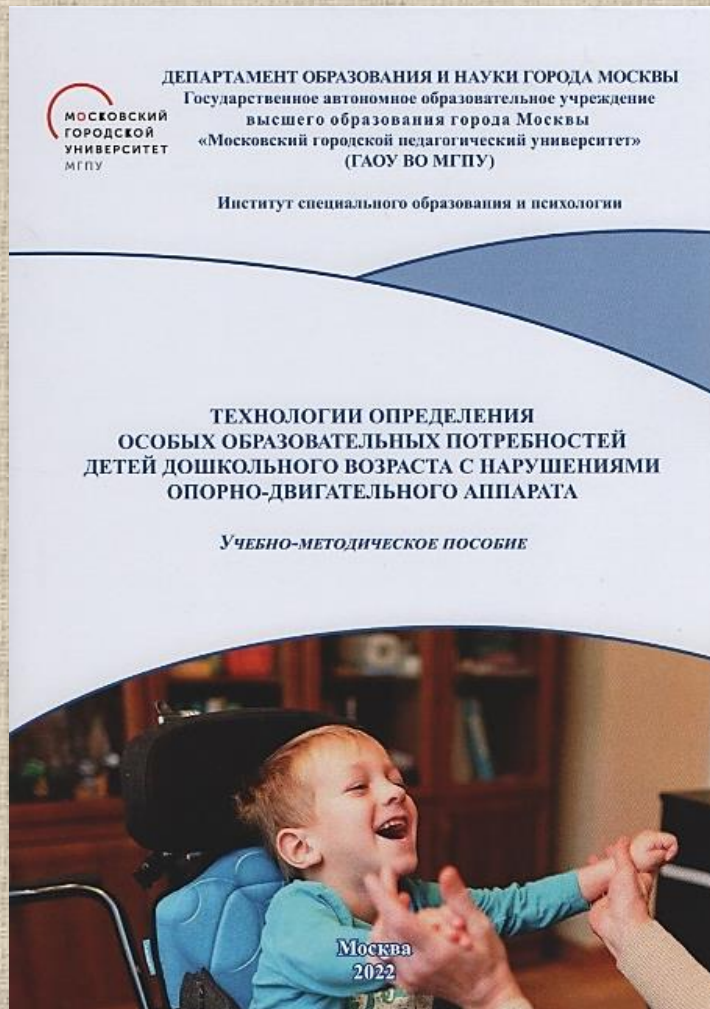 МОСКОВСКИЙ
ГОРОДСКОЙ
УНИВЕРСИТЕТ
МГПУ
ДЕПАРТАМЕНТ ОБРАЗОВАНИЯ И НАУКИ ГОРОДА МОСКВЫ
Государственное автономное образовательное учреждение
высшего образования города Москвы
«Московский городской педагогический университет»
(ГАОУ ВО МГПУ)
Институт специального образования и психологии
ТЕХНОЛОГИИ ОПРЕДЕЛЕНИЯ
ОСОБЫХ ОБРАЗОВАТЕЛЬНЫХ ПОТРЕБНОСТЕЙ
ДЕТЕЙ ДОШКОЛЬНОГО ВОЗРАСТА С НАРУШЕНИЯМИ
ОПОРНО-ДВИГАТЕЛЬНОГО АППАРАТА
УЧЕБНО-МЕТОДИЧЕСКОЕ ПОСОБИЕ
Москва
2022